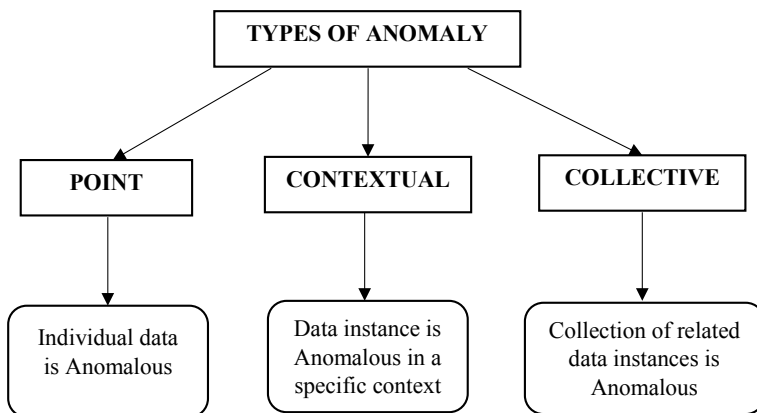 TYPES OF ANOMALY
POINT
CONTEXTUAL
COLLECTIVE
Individual data
is Anomalous
Data instance is
Anomalous in a
specific context
Collection of related
data instances is
Anomalous